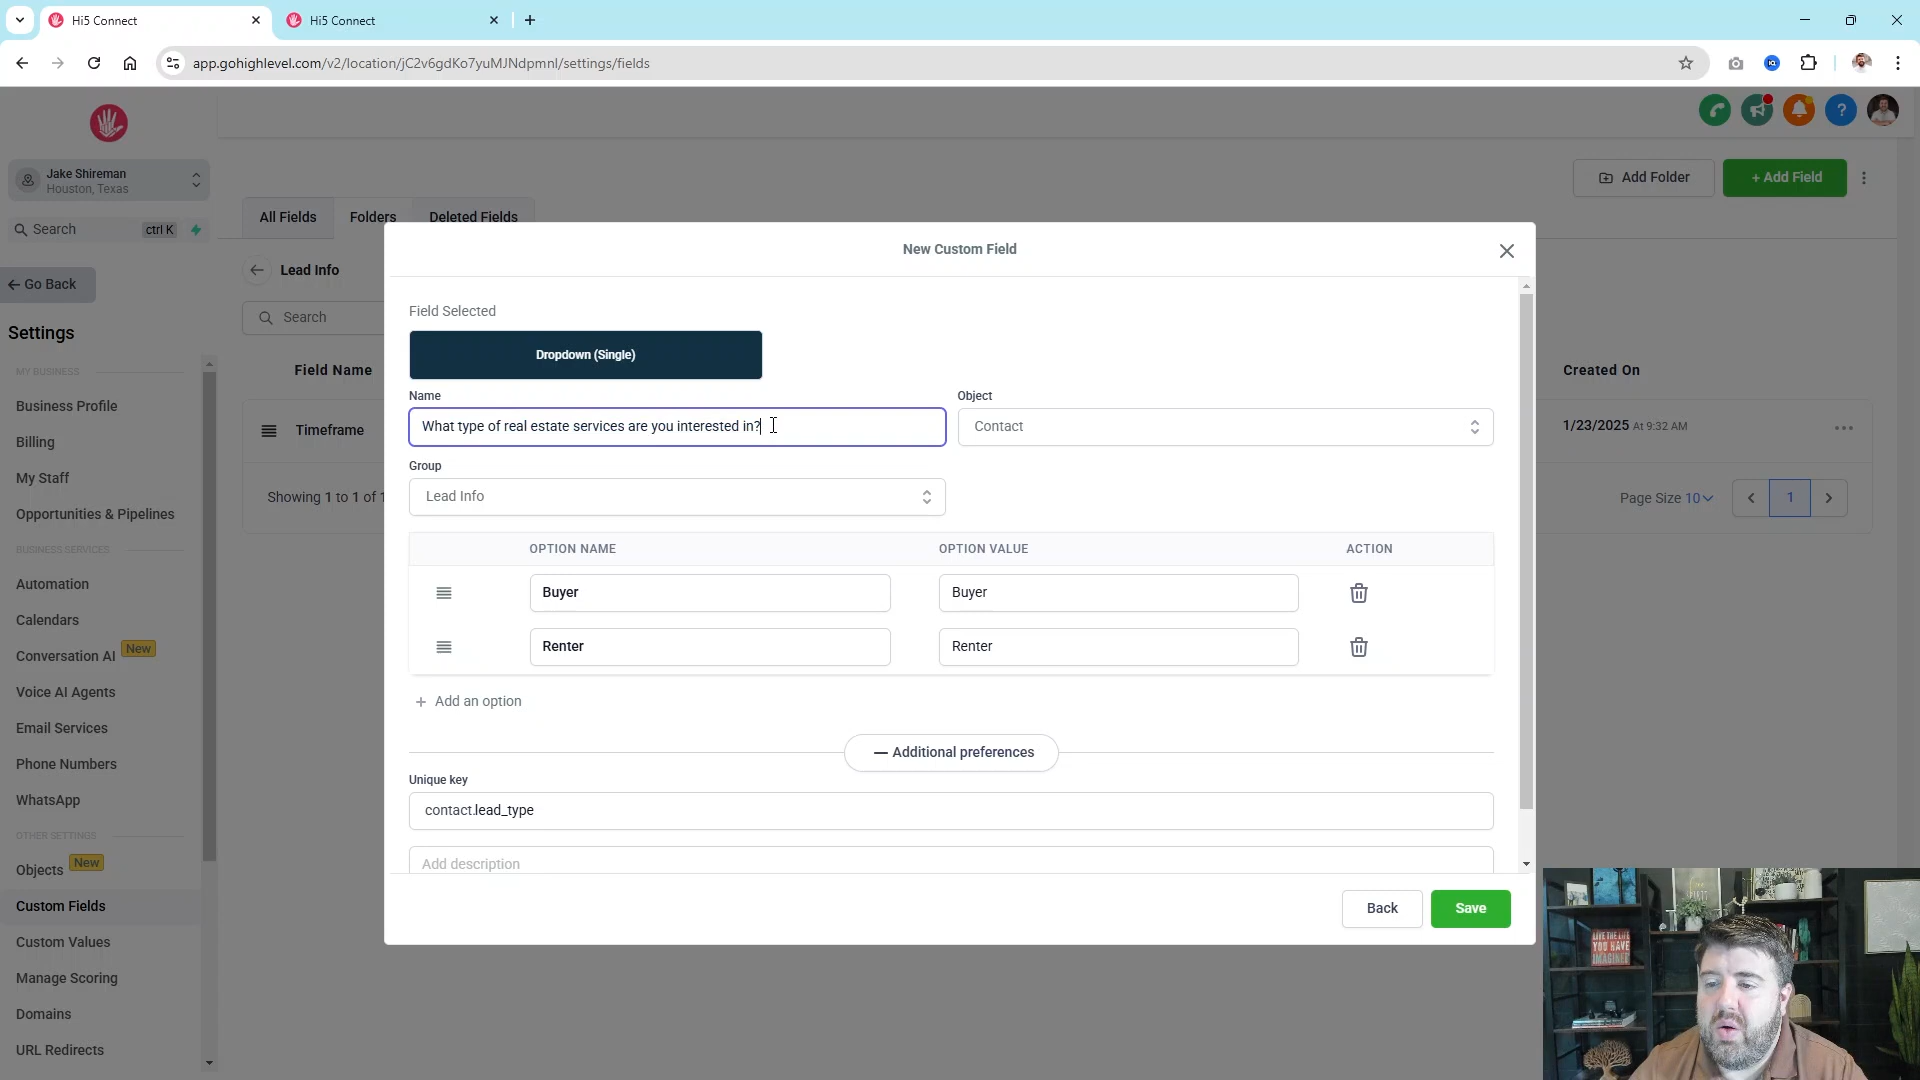 Hi5 Connect
Hi5 Connect
app.gohighlevel.com/v2/location/jC2v6gdKo7yuMJNdpmnl/settings/fields
Jake Shireman
Houston, Texas
Search
ctrl K
Go Back
Settings
MY BUSINESS
Business Profile
Billing
My Staff
Opportunities & Pipelines
BUSINESS SERVICES
Automation
Calendars
Conversation AI
New
Voice AI Agents
Email Services
Phone Numbers
WhatsApp
OTHER SETTINGS
Objects
New
Custom Fields
Custom Values
Manage Scoring
Domains
URL Redirects
Add Folder
+ Add Field
All Fields
Folders
Deleted Fields
Lead Info
Search
Field Name
Created On
Timeframe
1/23/2025 At 9:32 AM
Showing 1 to 1 of 1
Page Size 10
1
New Custom Field
Field Selected
Dropdown (Single)
Name
Object
What type of real estate services are you interested in?
Contact
Group
Lead Info
OPTION NAME
OPTION VALUE
ACTION
Buyer
Buyer
Renter
Renter
+ Add an option
— Additional preferences
Unique key
contact.lead_type
Add description
Back
Save
LIVE THE LIFE
YOU HAVE
IMAGINED